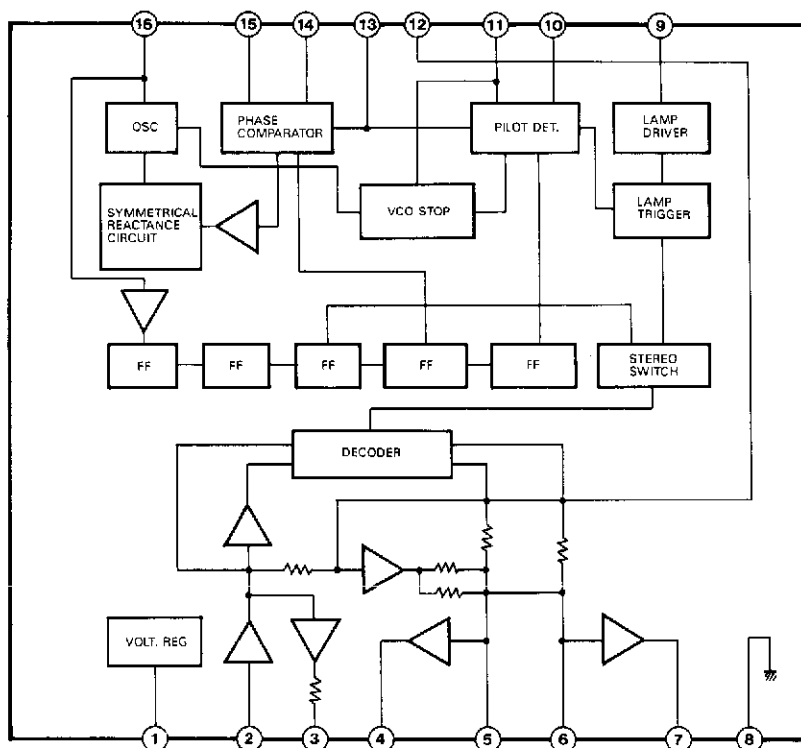 16 15 14 13 12 11 10 9
OSC
PHASE
COMPARATOR
PILOT DET.
LAMP
DRIVER
SYMMETRICAL
REACTANCE
CIRCUIT
VCO STOP
LAMP
TRIGGER
FF FF FF FF FF
STEREO
SWITCH
DECODER
VOLT. REG
1 2 3 4 5 6 7 8